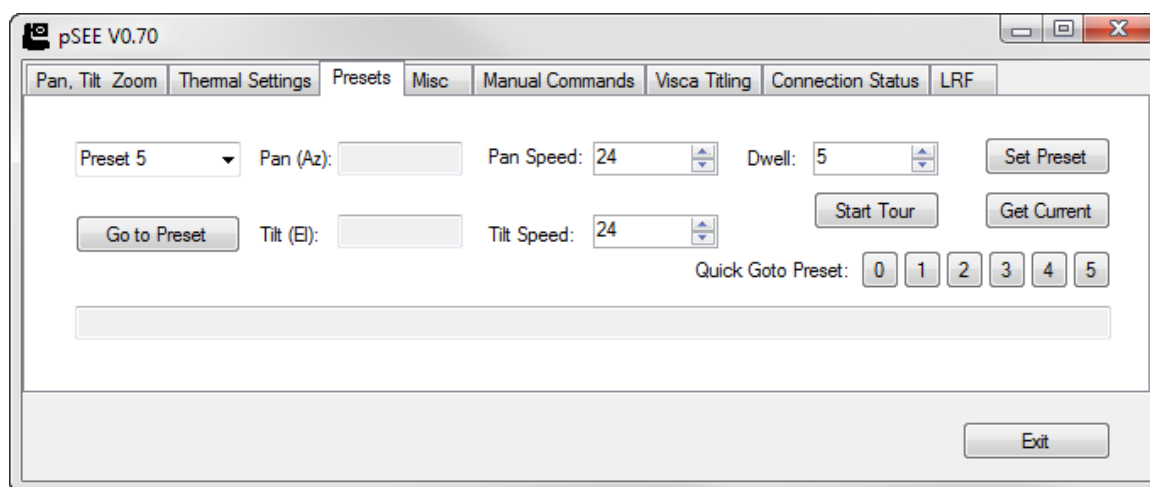 pSEE V0.70
Pan, Tilt Zoom Thermal Settings Presets Misc Manual Commands Visca Titling Connection Status LRF
Preset 5 Pan (Az): Pan Speed: 24 Dwell: 5 Set Preset
Start Tour Get Current
Go to Preset Tilt (El): Tilt Speed: 24
Quick Goto Preset: 0 1 2 3 4 5
Exit